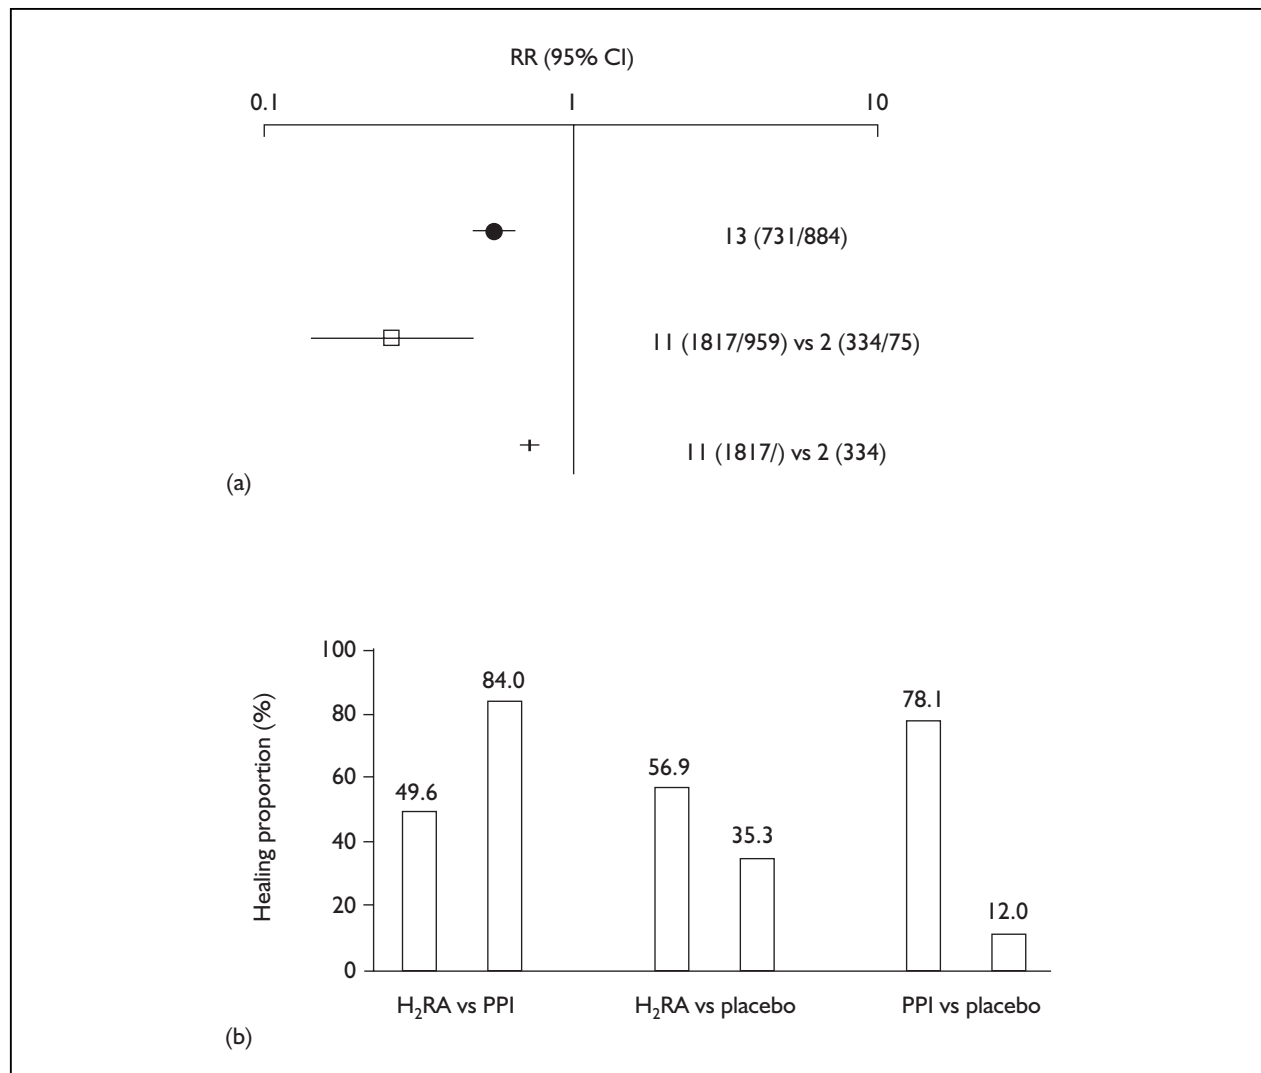 RR (95% CI)
0.1 1 10
13 (731/884)
11 (1817/959) vs 2 (334/75)
11 (1817/) vs 2 (334)
(a)
Healing proportion (%)
100
80
60
40
20
0
49.6
84.0
56.9
35.3
78.1
12.0
H₂RA vs PPI
H₂RA vs placebo
PPI vs placebo
(b)